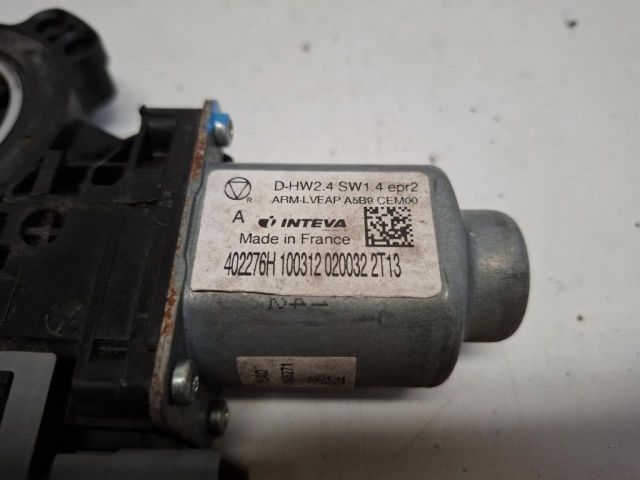 D-HW2.4 SW1.4 epr2
ARM-LVEAP A5B9 CEM00
R
A INTEVA
Made in France
402276H 100312 020032 2T13